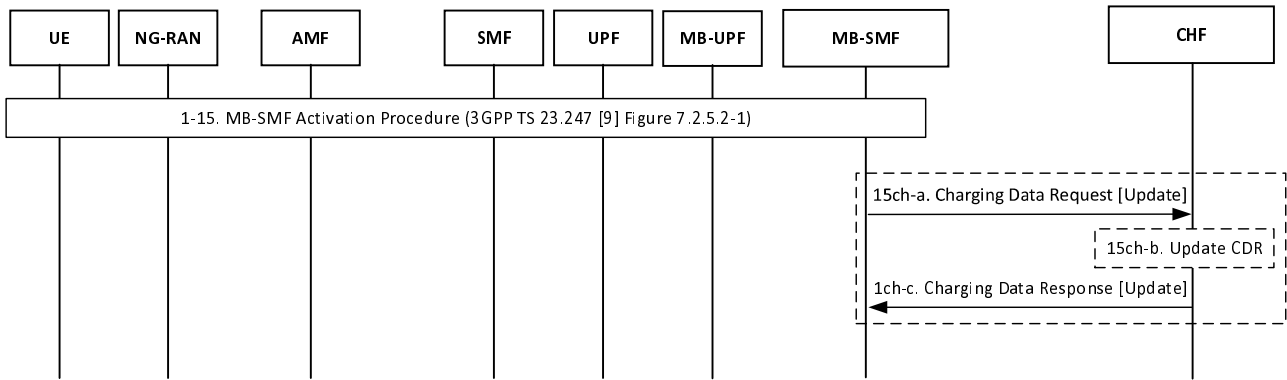 UE
NG-RAN
AMF
SMF
UPF
MB-UPF
MB-SMF
CHF
1-15. MB-SMF Activation Procedure (3GPP TS 23.247 [9] Figure 7.2.5.2-1)
15ch-a. Charging Data Request [Update]
15ch-b. Update CDR
1ch-c. Charging Data Response [Update]